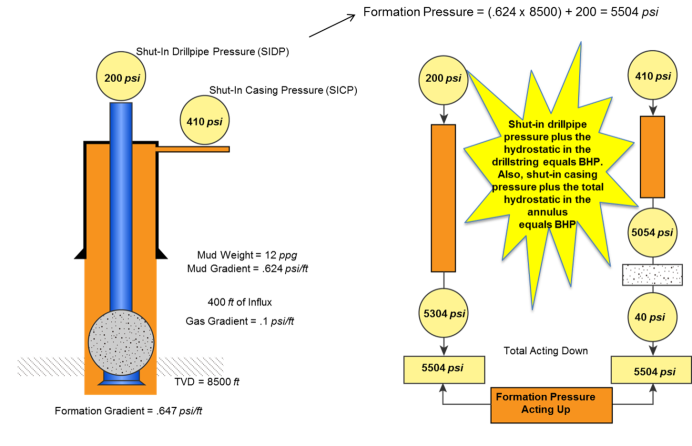 Formation Pressure = (.624 x 8500) + 200 = 5504 psi
Shut-In Drillpipe Pressure (SIDP)
200 psi
Shut-In Casing Pressure (SICP)
410 psi
Mud Weight = 12 ppg
Mud Gradient = .624 psi/ft
400 ft of Influx
Gas Gradient = .1 psi/ft
TVD = 8500 ft
Formation Gradient = .647 psi/ft
200 psi
Shut-in drillpipe
pressure plus the
hydrostatic in the
drillstring equals BHP.
Also, shut-in casing
pressure plus the total
hydrostatic in the
annulus
equals BHP
410 psi
5054 psi
5304 psi
40 psi
Total Acting Down
5504 psi
5504 psi
Formation Pressure
Acting Up